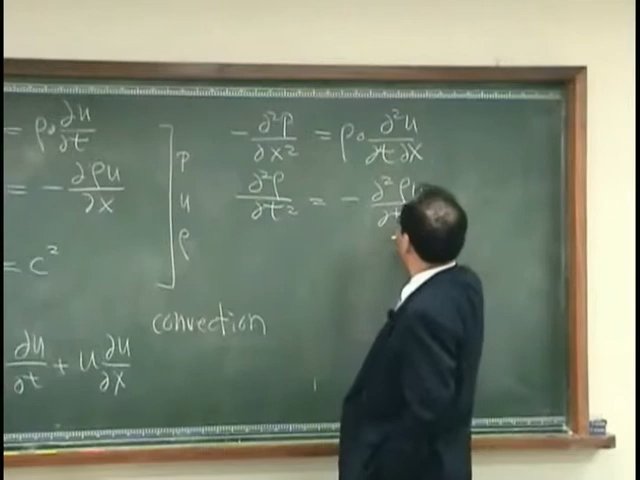 = ρ₀ ∂u/∂t
= - ∂ρu/∂x
= c²
∂u/∂t + u ∂u/∂x
p
u
ρ
convection
- ∂²p/∂x² = ρ₀ ∂²u/∂t∂x
∂²ρ/∂t² = - ∂²ρu/∂t